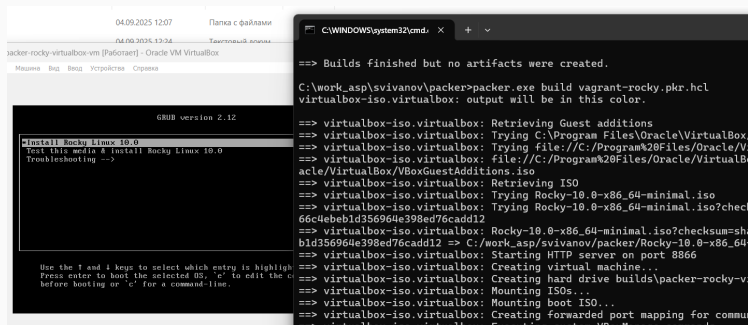 04.09.2025 12:07 Папка с файлами
04.09.2025 12:24 Текстовый докум
packer-rocky-virtualbox-vm [Работает] - Oracle VM VirtualBox
Машина Вид Ввод Устройства Справка
GRUB version 2.12
*Install Rocky Linux 10.0
Test this media & install Rocky Linux 10.0
Troubleshooting -->
Use the ↑ and ↓ keys to select which entry is highligh
Press enter to boot the selected OS, `e' to edit the c
before booting or `c' for a command-line.
C:\WINDOWS\system32\cmd.
==> Builds finished but no artifacts were created.
C:\work_asp\svivanov\packer>packer.exe build vagrant-rocky.pkr.hcl
virtualbox-iso.virtualbox: output will be in this color.
==> virtualbox-iso.virtualbox: Retrieving Guest additions
==> virtualbox-iso.virtualbox: Trying C:\Program Files\Oracle\VirtualBox
==> virtualbox-iso.virtualbox: Trying file://C:/Program%20Files/Oracle/Vi
==> virtualbox-iso.virtualbox: file://C:/Program%20Files/Oracle/VirtualBo
acle/VirtualBox/VBoxGuestAdditions.iso
==> virtualbox-iso.virtualbox: Retrieving ISO
==> virtualbox-iso.virtualbox: Trying Rocky-10.0-x86_64-minimal.iso
==> virtualbox-iso.virtualbox: Trying Rocky-10.0-x86_64-minimal.iso?check
66c4ebeb1d356964e398ed76cadd12
==> virtualbox-iso.virtualbox: Rocky-10.0-x86_64-minimal.iso?checksum=sha
b1d356964e398ed76cadd12 => C:/work_asp/svivanov/packer/Rocky-10.0-x86_64-
==> virtualbox-iso.virtualbox: Starting HTTP server on port 8866
==> virtualbox-iso.virtualbox: Creating virtual machine...
==> virtualbox-iso.virtualbox: Creating hard drive builds\packer-rocky-vi
==> virtualbox-iso.virtualbox: Mounting ISOs...
==> virtualbox-iso.virtualbox: Mounting boot ISO...
==> virtualbox-iso.virtualbox: Creating forwarded port mapping for commu